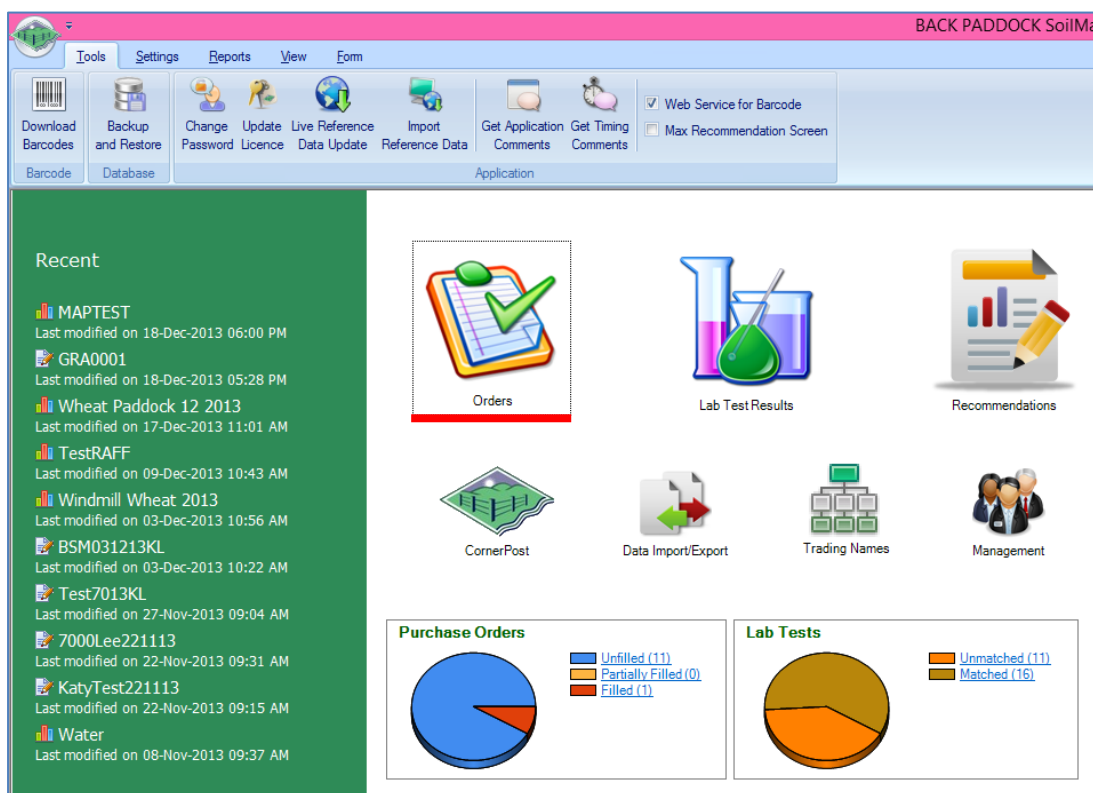 BACK PADDOCK SoilMa
Tools Settings Reports View Form
Download Barcodes
Backup and Restore
Change Password
Update Licence
Live Reference Data Update
Import Reference Data
Get Application Comments
Get Timing Comments
Web Service for Barcode
Max Recommendation Screen
Barcode Database Application
Recent
MAPTEST
Last modified on 18-Dec-2013 06:00 PM
GRA0001
Last modified on 18-Dec-2013 05:28 PM
Wheat Paddock 12 2013
Last modified on 17-Dec-2013 11:01 AM
TestRAFF
Last modified on 09-Dec-2013 10:43 AM
Windmill Wheat 2013
Last modified on 03-Dec-2013 10:56 AM
BSM031213KL
Last modified on 03-Dec-2013 10:22 AM
Test7013KL
Last modified on 27-Nov-2013 09:04 AM
7000Lee221113
Last modified on 22-Nov-2013 09:31 AM
KatyTest221113
Last modified on 22-Nov-2013 09:15 AM
Water
Last modified on 08-Nov-2013 09:37 AM
Orders
Lab Test Results
Recommendations
CornerPost
Data Import/Export
Trading Names
Management
Purchase Orders
Unfilled (11)
Partially Filled (0)
Filled (1)
Lab Tests
Unmatched (11)
Matched (16)